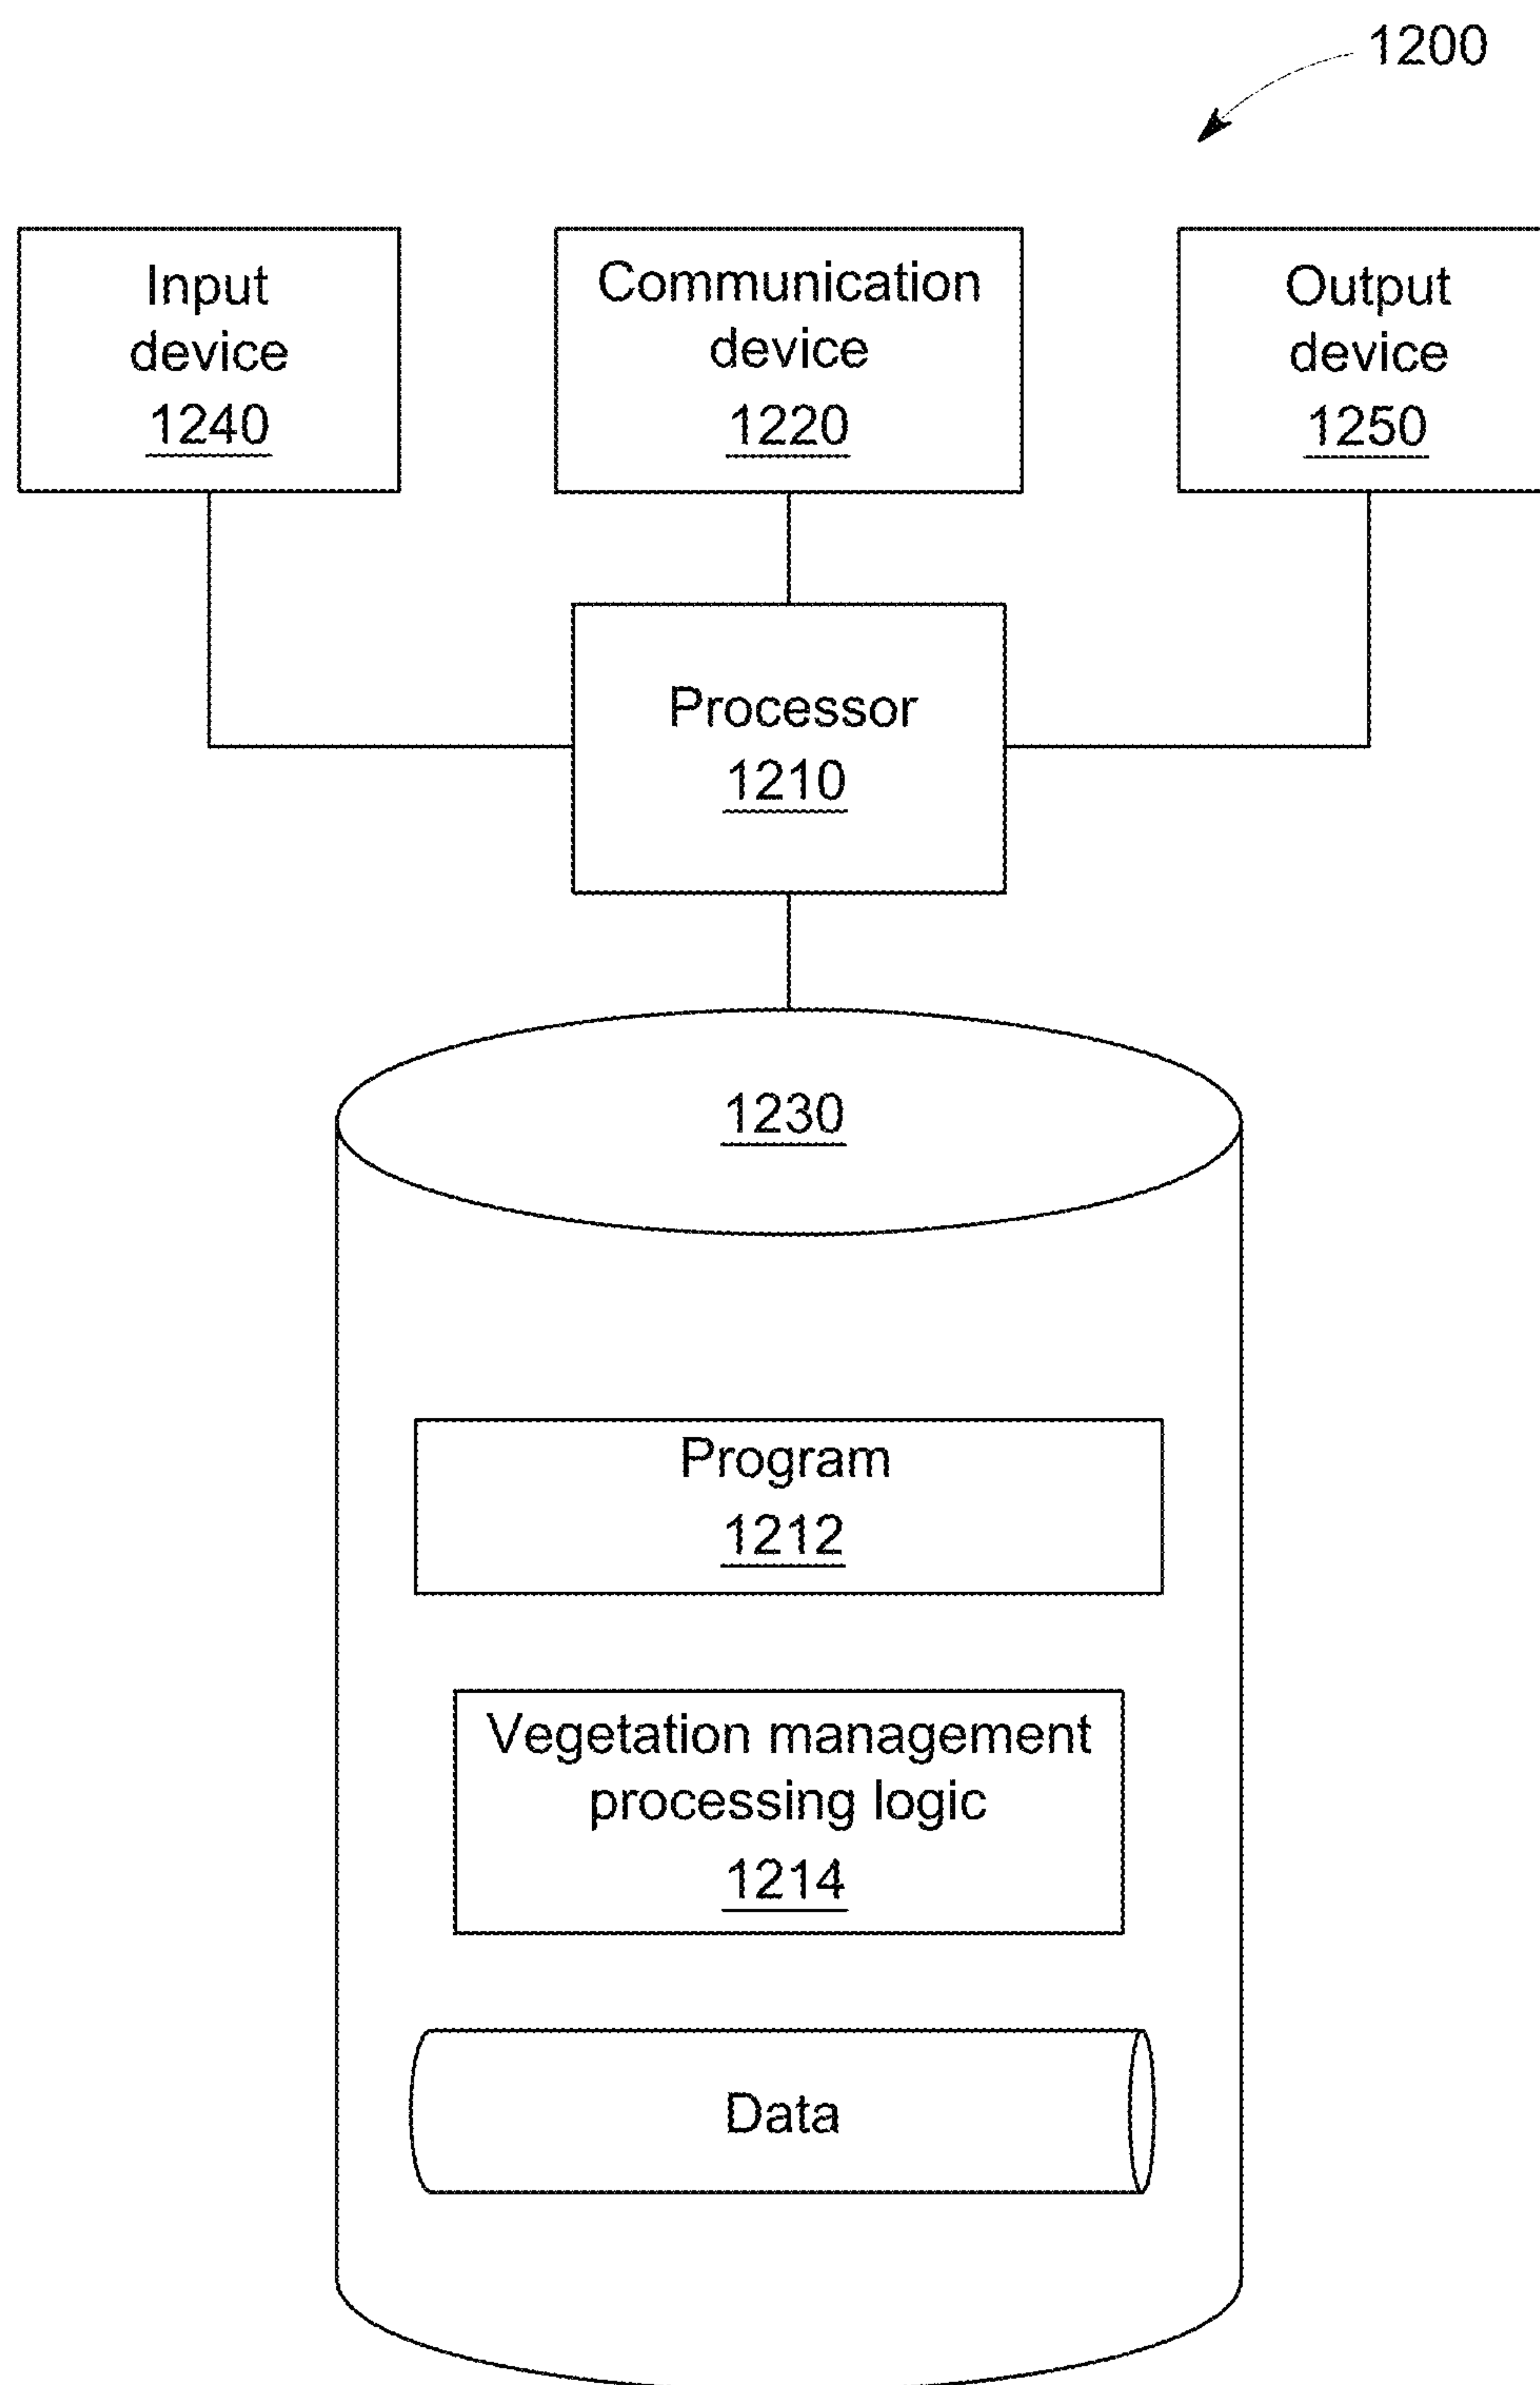 1200
Input
device
1240
Communication
device
1220
Output
device
1250
Processor
1210
1230
Program
1212
Vegetation management
processing logic
1214
Data